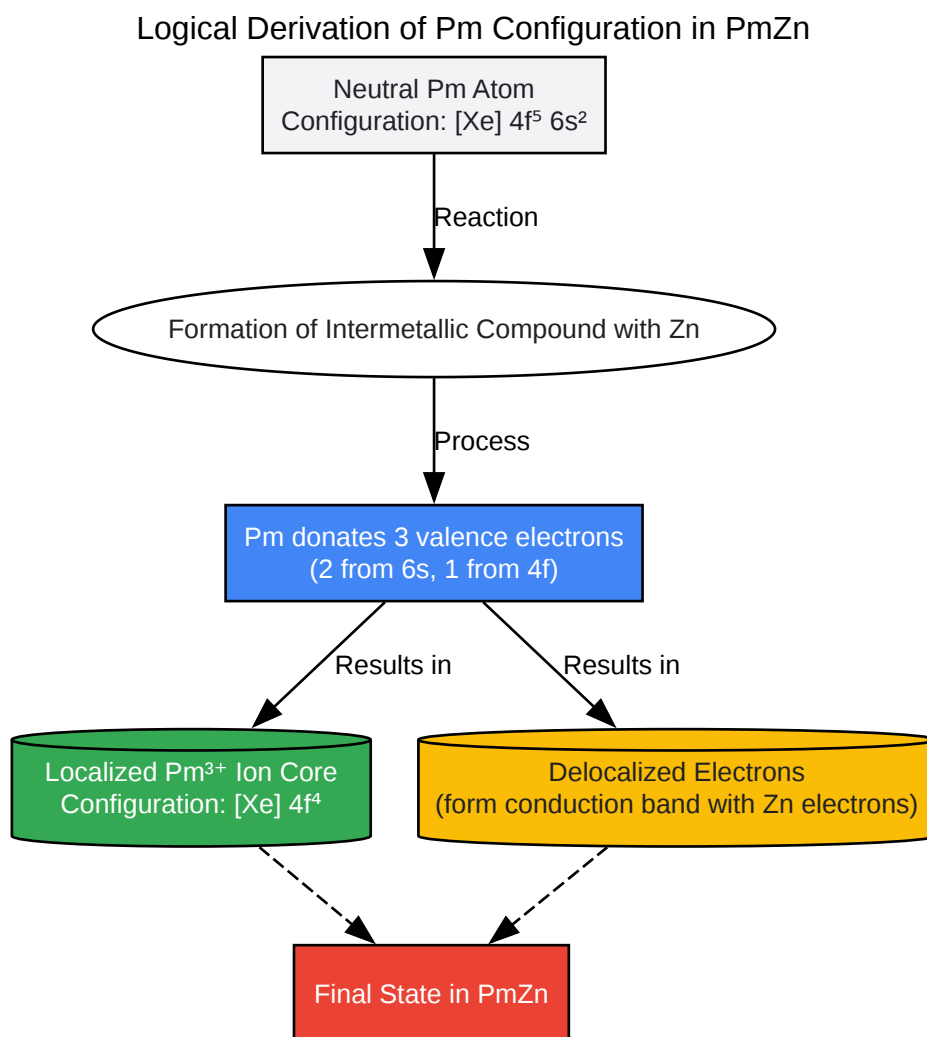 Logical Derivation of Pm Configuration in PmZn
Neutral Pm Atom
Configuration: [Xe] 4f⁵ 6s²
Reaction
Formation of Intermetallic Compound with Zn
Process
Pm donates 3 valence electrons
(2 from 6s, 1 from 4f)
Results in
Results in
Localized Pm³⁺ Ion Core
Configuration: [Xe] 4f⁴
Delocalized Electrons
(form conduction band with Zn electrons)
Final State in PmZn